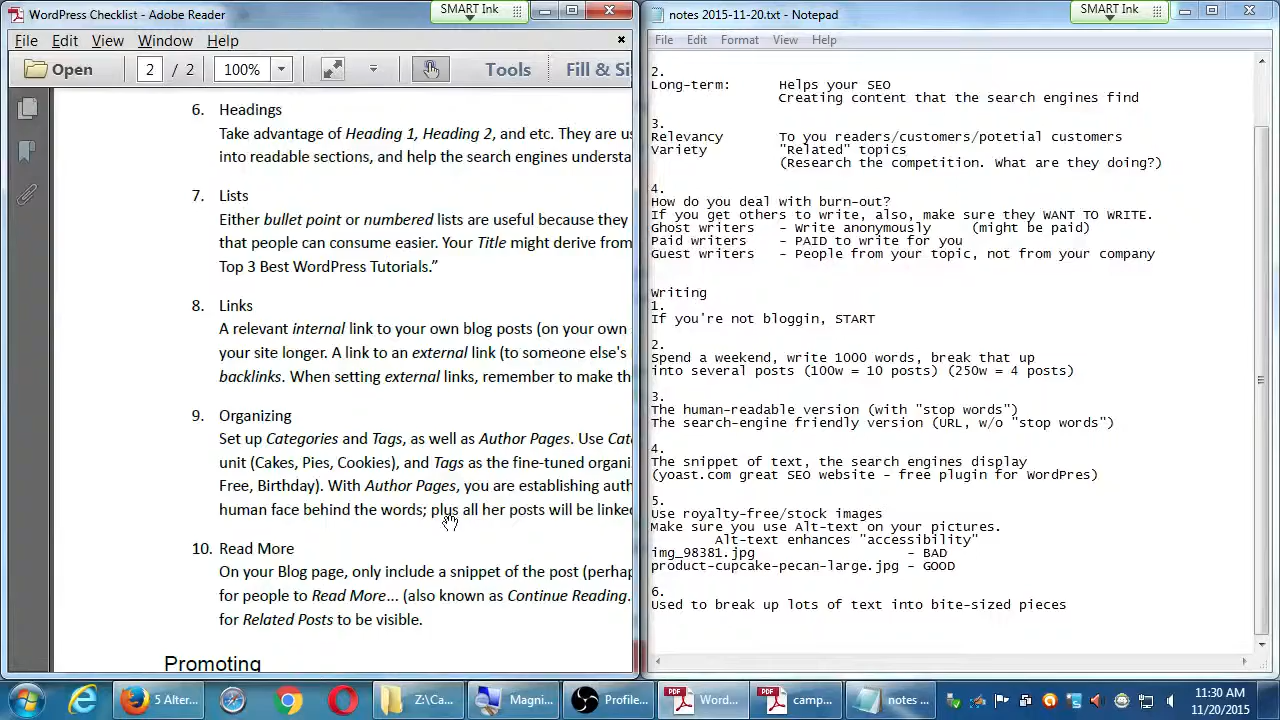 WordPress Checklist - Adobe Reader
SMART Ink
File Edit View Window Help
Open 2 / 2 100% Tools Fill & Si
6. Headings
Take advantage of Heading 1, Heading 2, and etc. They are us
into readable sections, and help the search engines understa
7. Lists
Either bullet point or numbered lists are useful because they
that people can consume easier. Your Title might derive from
Top 3 Best WordPress Tutorials.”
8. Links
A relevant internal link to your own blog posts (on your own
your site longer. A link to an external link (to someone else's
backlinks. When setting external links, remember to make th
9. Organizing
Set up Categories and Tags, as well as Author Pages. Use Cat
unit (Cakes, Pies, Cookies), and Tags as the fine-tuned organi
Free, Birthday). With Author Pages, you are establishing auth
human face behind the words; plus all her posts will be linked
10. Read More
On your Blog page, only include a snippet of the post (perhap
for people to Read More... (also known as Continue Reading.
for Related Posts to be visible.
Promoting
notes 2015-11-20.txt - Notepad
SMART Ink
File Edit Format View Help
2.
Long-term: Helps your SEO
Creating content that the search engines find
3.
Relevancy To you readers/customers/potetial customers
Variety "Related" topics
(Research the competition. What are they doing?)
4.
How do you deal with burn-out?
If you get others to write, also, make sure they WANT TO WRITE.
Ghost writers - Write anonymously (might be paid)
Paid writers - PAID to write for you
Guest writers - People from your topic, not from your company
Writing
1.
If you're not bloggin, START
2.
Spend a weekend, write 1000 words, break that up
into several posts (100w = 10 posts) (250w = 4 posts)
3.
The human-readable version (with "stop words")
The search-engine friendly version (URL, w/o "stop words")
4.
The snippet of text, the search engines display
(yoast.com great SEO website - free plugin for WordPres)
5.
Use royalty-free/stock images
Make sure you use Alt-text on your pictures.
Alt-text enhances "accessibility"
img_98381.jpg - BAD
product-cupcake-pecan-large.jpg - GOOD
6.
Used to break up lots of text into bite-sized pieces
5 Alter... Z:\Ca... Magni... Profile... Word... camp... notes ...
11:30 AM
11/20/2015